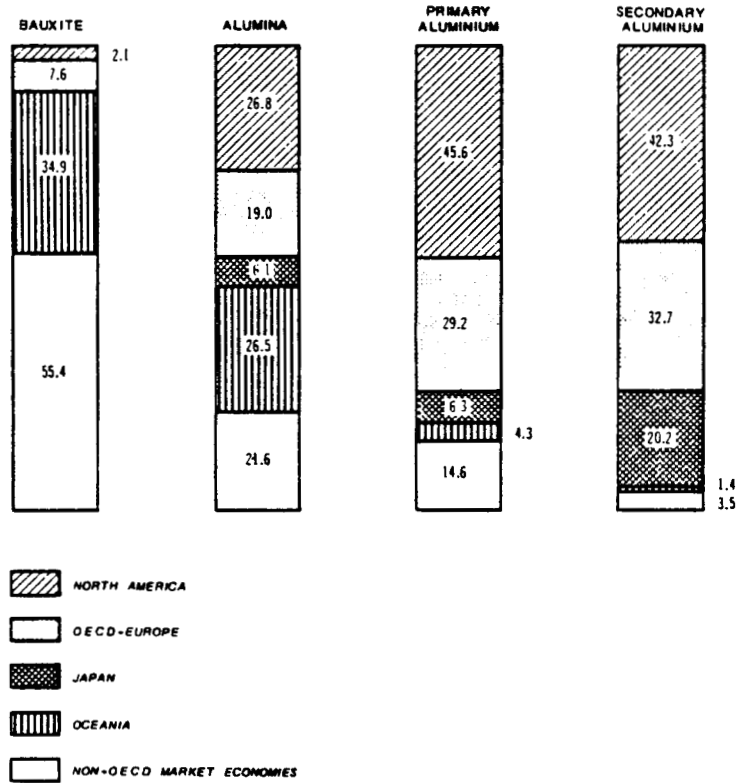 BAUXITE
ALUMINA
PRIMARY
ALUMINIUM
SECONDARY
ALUMINIUM
2.1
7.6
34.9
55.4
26.8
19.0
6.1
26.5
21.6
45.6
29.2
6.3
4.3
14.6
42.3
32.7
20.2
1.4
3.5
NORTH AMERICA
OECD-EUROPE
JAPAN
OCEANIA
NON-OECD MARKET ECONOMIES